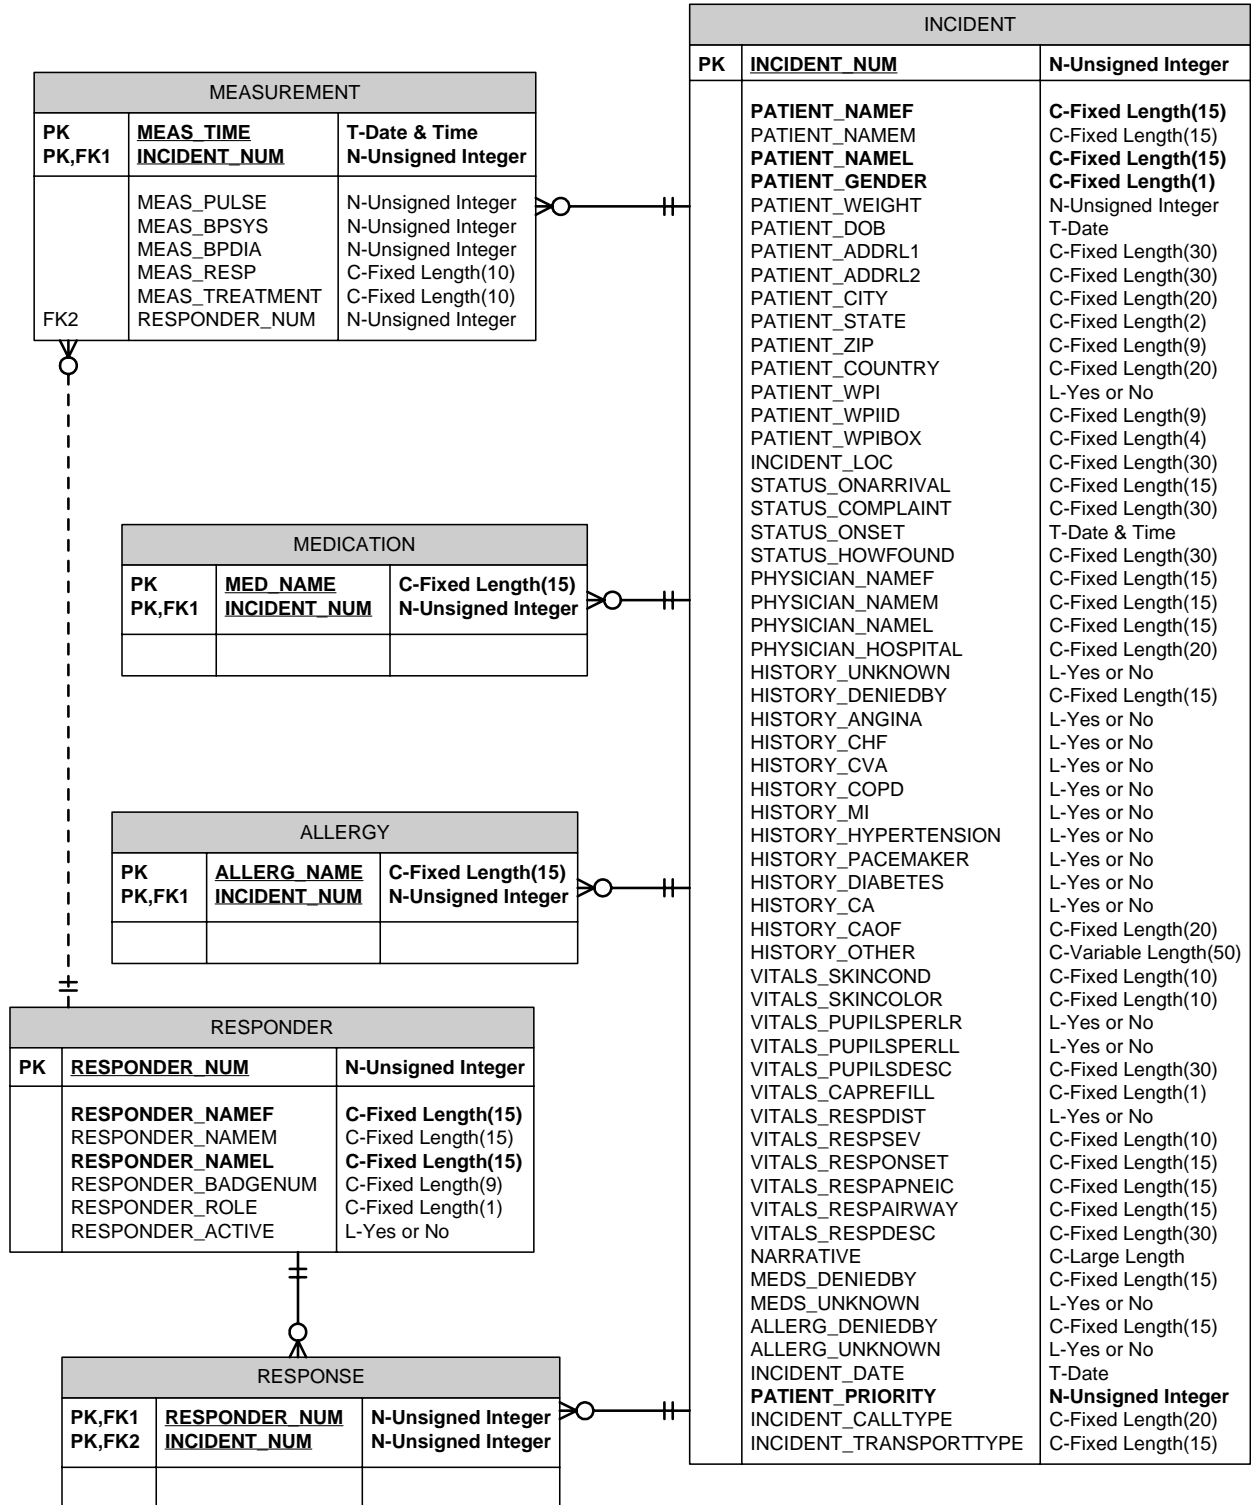 INCIDENT
PK INCIDENT_NUM N-Unsigned Integer
PATIENT_NAMEF C-Fixed Length(15)
PATIENT_NAMEM C-Fixed Length(15)
PATIENT_NAMEL C-Fixed Length(15)
PATIENT_GENDER C-Fixed Length(1)
PATIENT_WEIGHT N-Unsigned Integer
PATIENT_DOB T-Date
PATIENT_ADDRL1 C-Fixed Length(30)
PATIENT_ADDRL2 C-Fixed Length(30)
PATIENT_CITY C-Fixed Length(20)
PATIENT_STATE C-Fixed Length(2)
PATIENT_ZIP C-Fixed Length(9)
PATIENT_COUNTRY C-Fixed Length(20)
PATIENT_WPI L-Yes or No
PATIENT_WPIID C-Fixed Length(9)
PATIENT_WPIBOX C-Fixed Length(4)
INCIDENT_LOC C-Fixed Length(30)
STATUS_ONARRIVAL C-Fixed Length(15)
STATUS_COMPLAINT C-Fixed Length(30)
STATUS_ONSET T-Date & Time
STATUS_HOWFOUND C-Fixed Length(30)
PHYSICIAN_NAMEF C-Fixed Length(15)
PHYSICIAN_NAMEM C-Fixed Length(15)
PHYSICIAN_NAMEL C-Fixed Length(15)
PHYSICIAN_HOSPITAL C-Fixed Length(20)
HISTORY_UNKNOWN L-Yes or No
HISTORY_DENIEDBY C-Fixed Length(15)
HISTORY_ANGINA L-Yes or No
HISTORY_CHF L-Yes or No
HISTORY_CVA L-Yes or No
HISTORY_COPD L-Yes or No
HISTORY_MI L-Yes or No
HISTORY_HYPERTENSION L-Yes or No
HISTORY_PACEMAKER L-Yes or No
HISTORY_DIABETES L-Yes or No
HISTORY_CA L-Yes or No
HISTORY_CAOF C-Fixed Length(20)
HISTORY_OTHER C-Variable Length(50)
VITALS_SKINCOND C-Fixed Length(10)
VITALS_SKINCOLOR C-Fixed Length(10)
VITALS_PUPILSPERLR L-Yes or No
VITALS_PUPILSPERLL L-Yes or No
VITALS_PUPILSDESC C-Fixed Length(30)
VITALS_CAPREFILL C-Fixed Length(1)
VITALS_RESPDIST L-Yes or No
VITALS_RESPSEV C-Fixed Length(10)
VITALS_RESPONSET C-Fixed Length(15)
VITALS_RESPAPNEIC C-Fixed Length(15)
VITALS_RESPAIRWAY C-Fixed Length(15)
VITALS_RESPDESC C-Fixed Length(30)
NARRATIVE C-Large Length
MEDS_DENIEDBY C-Fixed Length(15)
MEDS_UNKNOWN L-Yes or No
ALLERG_DENIEDBY C-Fixed Length(15)
ALLERG_UNKNOWN L-Yes or No
INCIDENT_DATE T-Date
PATIENT_PRIORITY N-Unsigned Integer
INCIDENT_CALLTYPE C-Fixed Length(20)
INCIDENT_TRANSPORTTYPE C-Fixed Length(15)
MEASUREMENT
PK MEAS_TIME T-Date & Time
PK,FK1 INCIDENT_NUM N-Unsigned Integer
MEAS_PULSE N-Unsigned Integer
MEAS_BPSYS N-Unsigned Integer
MEAS_BPDIA N-Unsigned Integer
MEAS_RESP C-Fixed Length(10)
MEAS_TREATMENT C-Fixed Length(10)
FK2 RESPONDER_NUM N-Unsigned Integer
MEDICATION
PK MED_NAME C-Fixed Length(15)
PK,FK1 INCIDENT_NUM N-Unsigned Integer
ALLERGY
PK ALLERG_NAME C-Fixed Length(15)
PK,FK1 INCIDENT_NUM N-Unsigned Integer
RESPONDER
PK RESPONDER_NUM N-Unsigned Integer
RESPONDER_NAMEF C-Fixed Length(15)
RESPONDER_NAMEM C-Fixed Length(15)
RESPONDER_NAMEL C-Fixed Length(15)
RESPONDER_BADGENUM C-Fixed Length(9)
RESPONDER_ROLE C-Fixed Length(1)
RESPONDER_ACTIVE L-Yes or No
RESPONSE
PK,FK1 RESPONDER_NUM N-Unsigned Integer
PK,FK2 INCIDENT_NUM N-Unsigned Integer